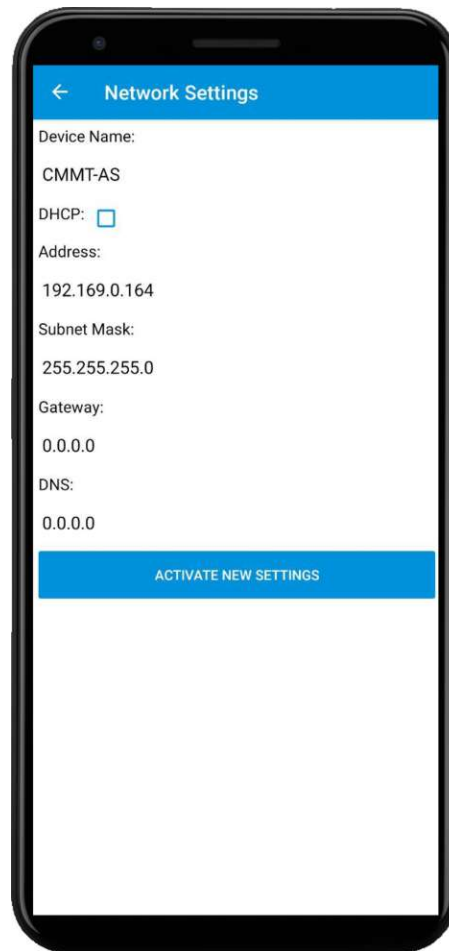 Network Settings
Device Name:
CMMT-AS
DHCP:
Address:
192.169.0.164
Subnet Mask:
255.255.255.0
Gateway:
0.0.0.0
DNS:
0.0.0.0
ACTIVATE NEW SETTINGS